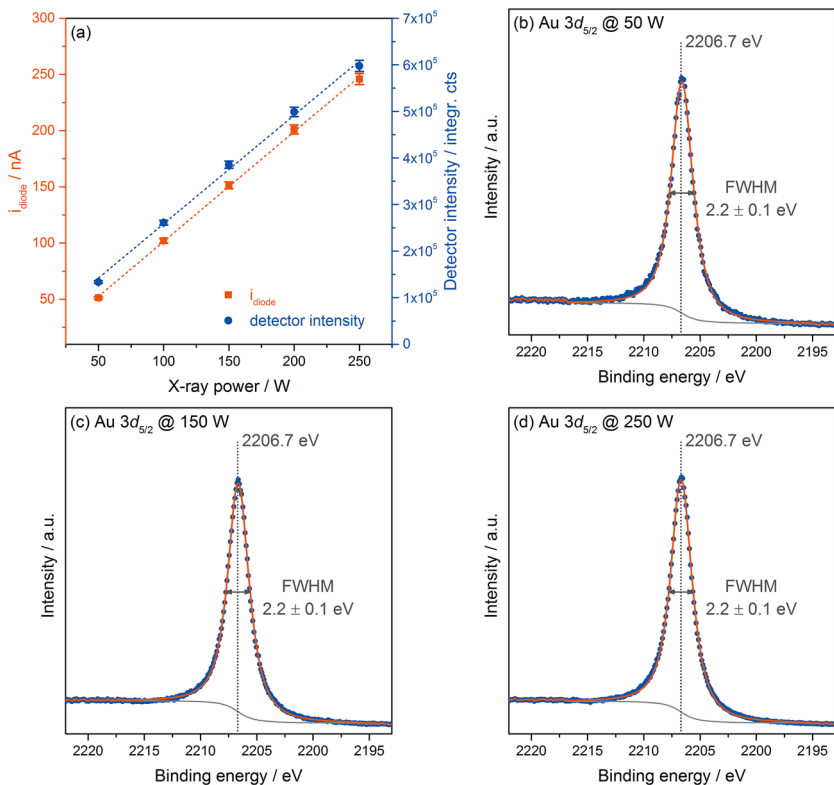 (a)
300
250
200
150
100
50
i_diode / nA
7x10^5
6x10^5
5x10^5
4x10^5
3x10^5
2x10^5
1x10^5
0
Detector intensity / integr. cts
i_diode
detector intensity
50 100 150 200 250
X-ray power / W
(b) Au 3d_5/2 @ 50 W
2206.7 eV
FWHM
2.2 ± 0.1 eV
Intensity / a.u.
2220 2215 2210 2205 2200 2195
Binding energy / eV
(c) Au 3d_5/2 @ 150 W
2206.7 eV
FWHM
2.2 ± 0.1 eV
Intensity / a.u.
2220 2215 2210 2205 2200 2195
Binding energy / eV
(d) Au 3d_5/2 @ 250 W
2206.7 eV
FWHM
2.2 ± 0.1 eV
Intensity / a.u.
2220 2215 2210 2205 2200 2195
Binding energy / eV